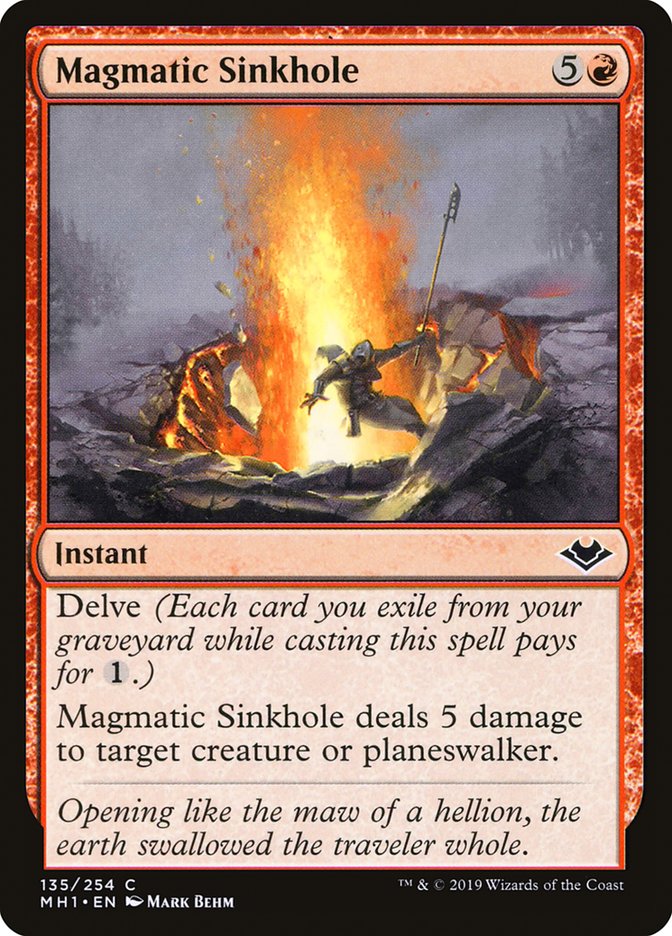 Magmatic Sinkhole 5
Instant
Delve (Each card you exile from your
graveyard while casting this spell pays
for 1.)
Magmatic Sinkhole deals 5 damage
to target creature or planeswalker.
Opening like the maw of a hellion, the
earth swallowed the traveler whole.
135/254 C
™ & © 2019 Wizards of the Coast
MH1•EN Mark Behm